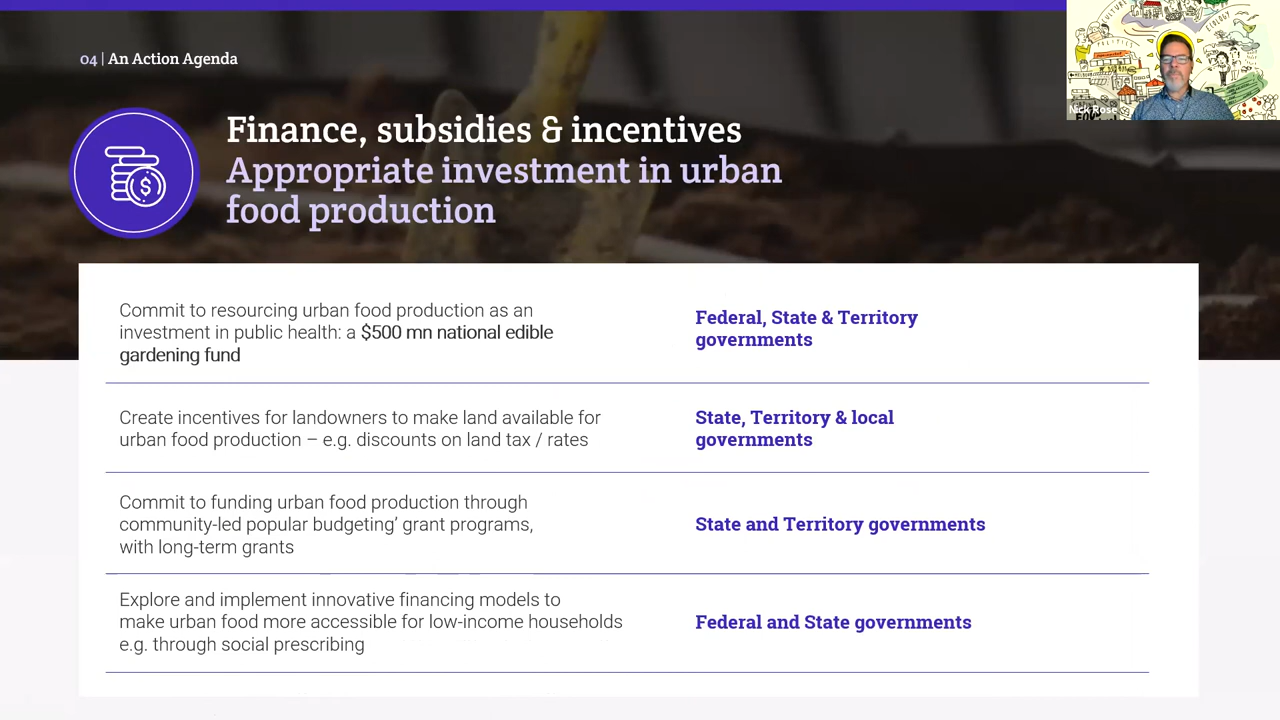 04 | An Action Agenda
Finance, subsidies & incentives
Appropriate investment in urban
food production
Commit to resourcing urban food production as an
investment in public health: a $500 mn national edible
gardening fund
Federal, State & Territory
governments
Create incentives for landowners to make land available for
urban food production – e.g. discounts on land tax / rates
State, Territory & local
governments
Commit to funding urban food production through
community-led popular budgeting’ grant programs,
with long-term grants
State and Territory governments
Explore and implement innovative financing models to
make urban food more accessible for low-income households
e.g. through social prescribing
Federal and State governments
CULTURE
ECOLOGY
POLITICS
Nick Rose